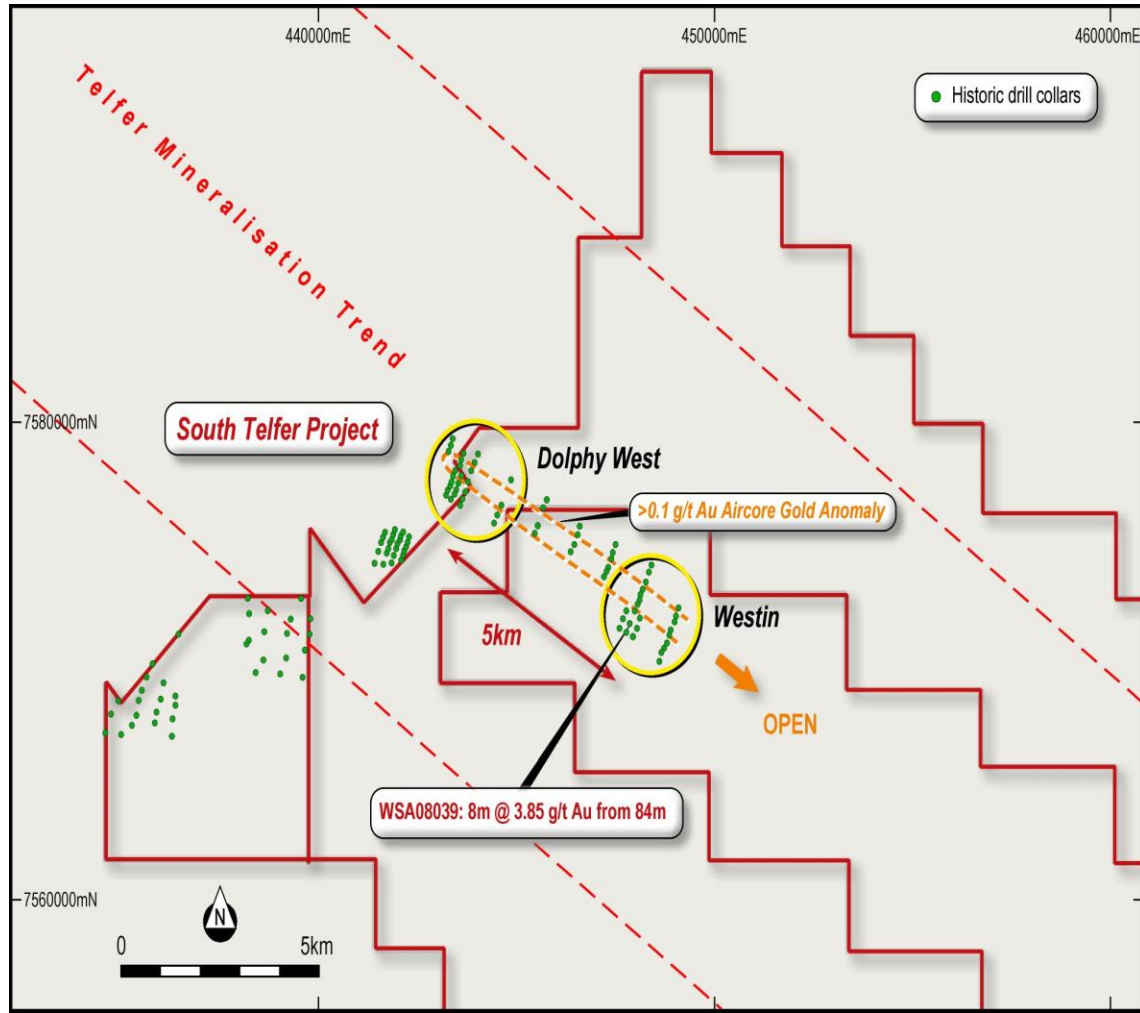 440000mE
450000mE
460000mE
Historic drill collars
Telfer Mineralisation Trend
7580000mN
South Telfer Project
Dolphy West
>0.1 g/t Au Aircore Gold Anomaly
5km
Westin
OPEN
WSA08039: 8m @ 3.85 g/t Au from 84m
7560000mN
N
0
5km